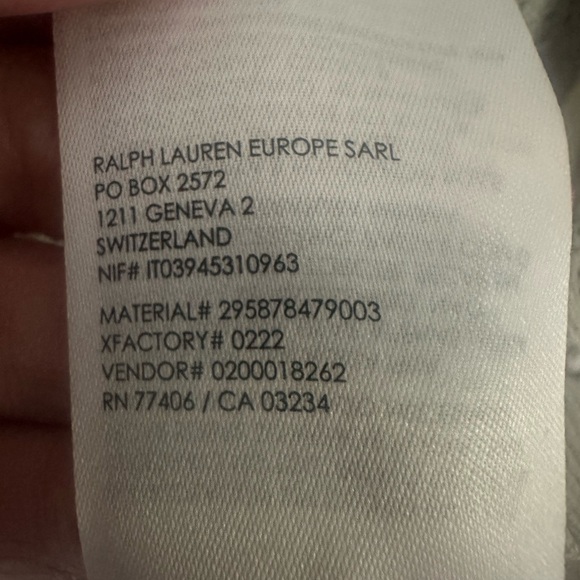 RALPH LAUREN EUROPE SARL
PO BOX 2572
1211 GENEVA 2
SWITZERLAND
NIF# IT03945310963
MATERIAL# 295878479003
XFACTORY# 0222
VENDOR# 0200018262
RN 77406 / CA 03234